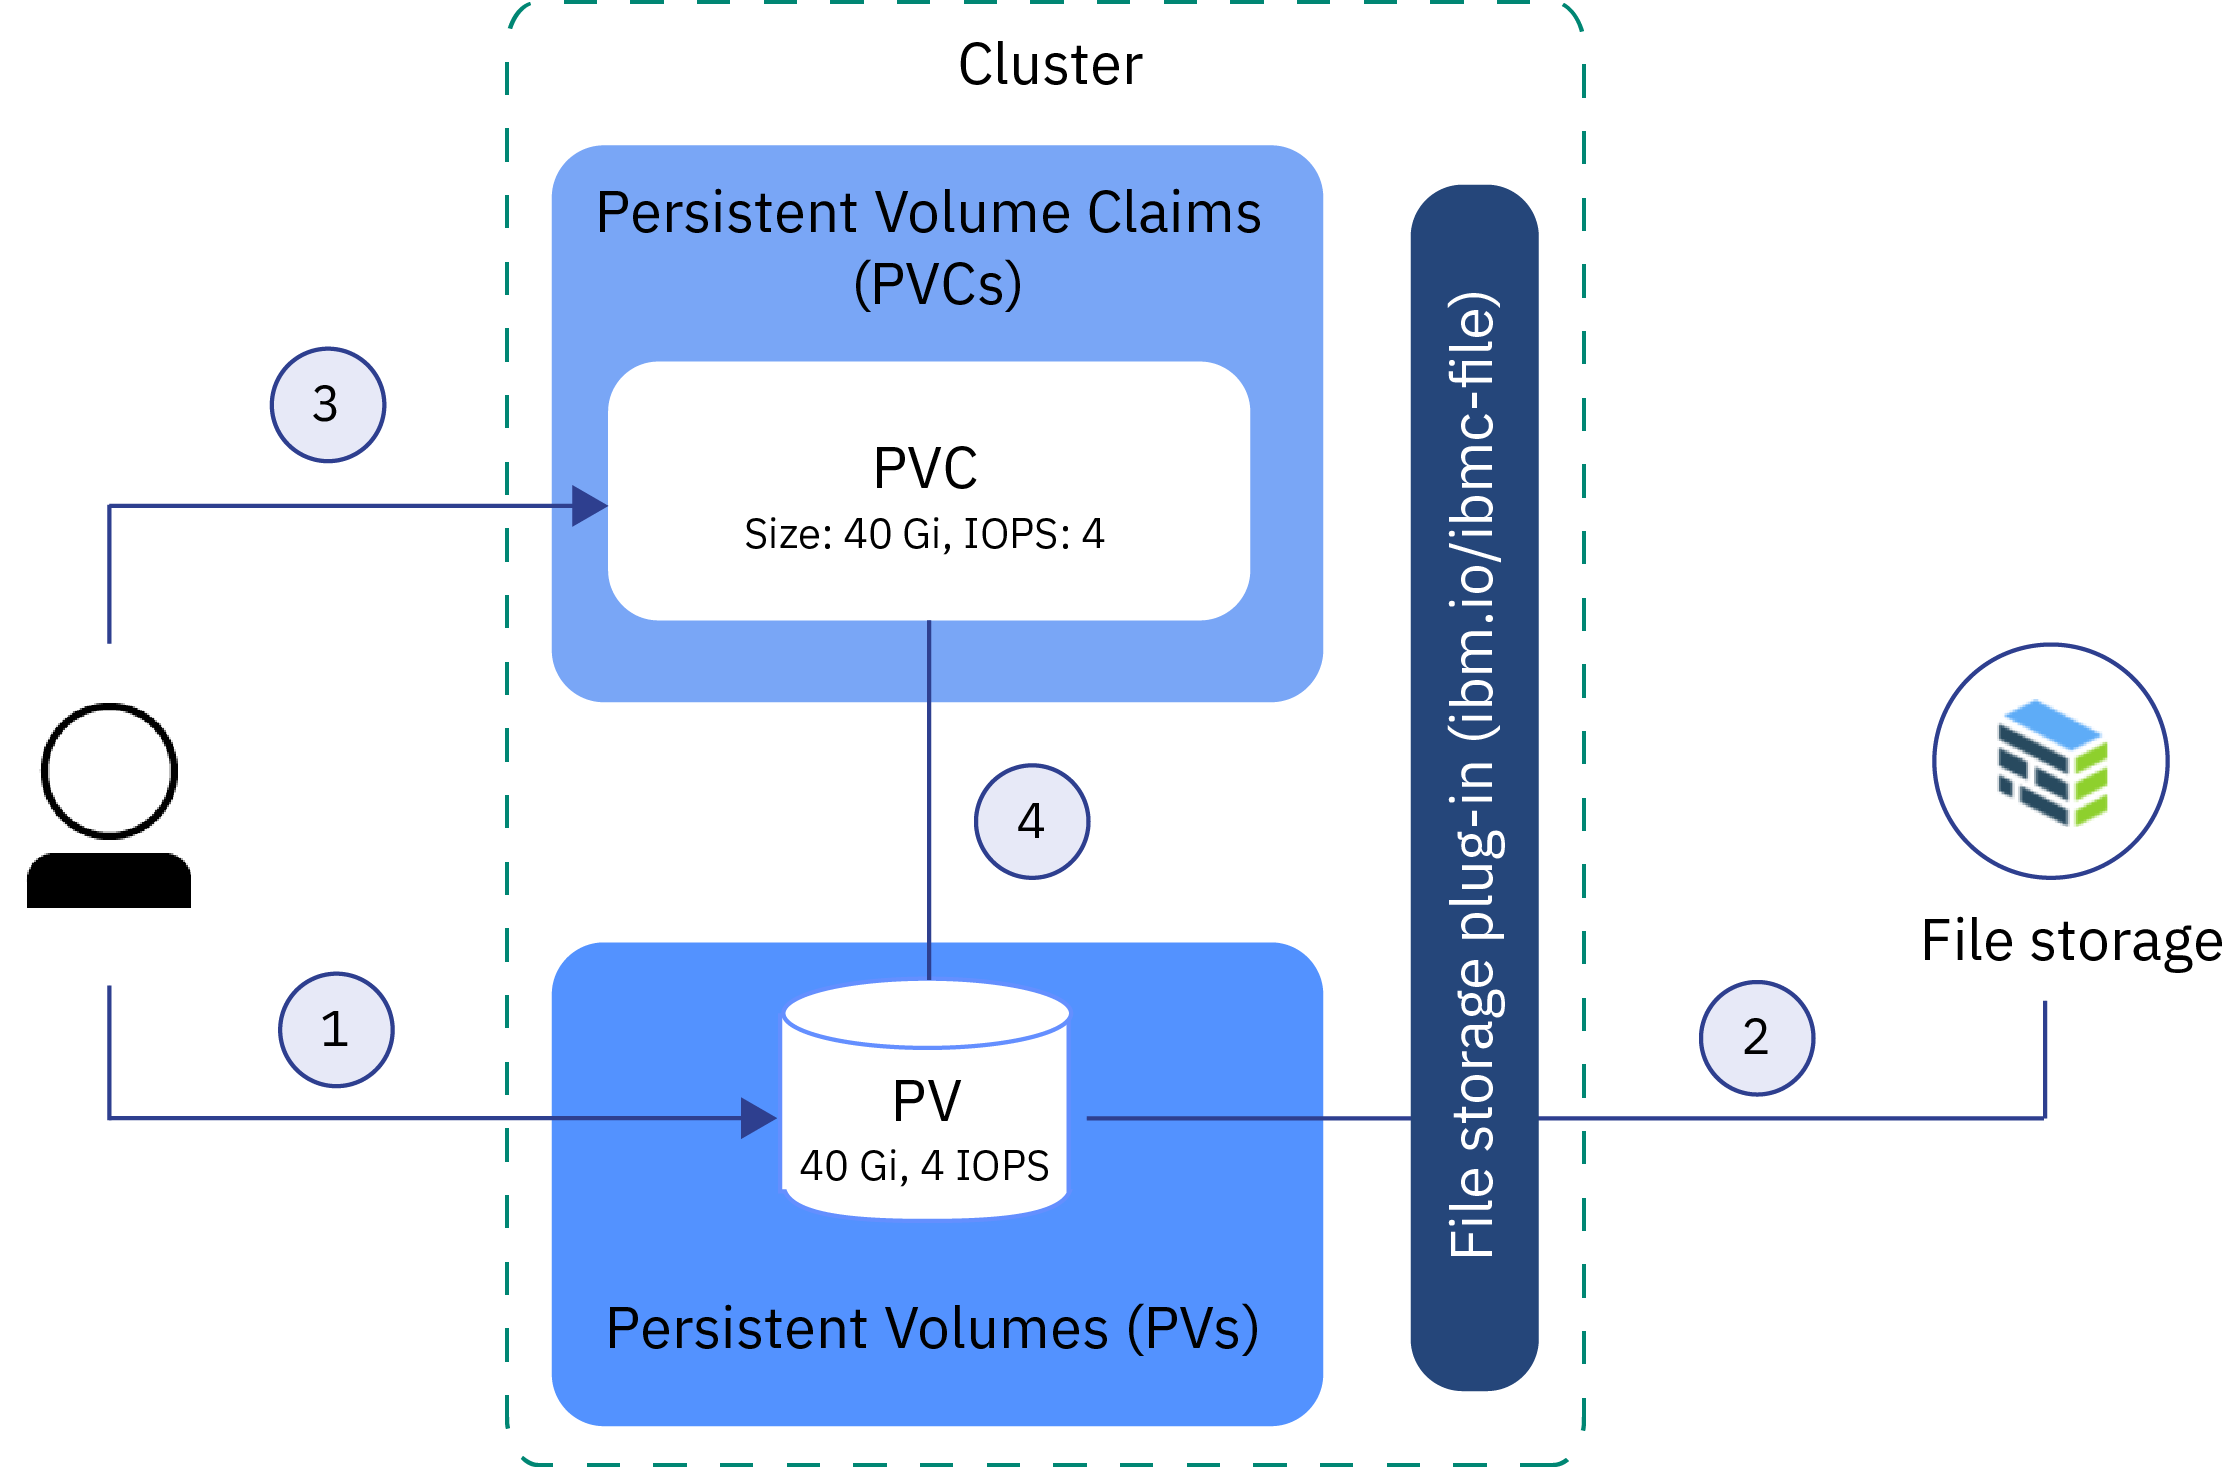 Cluster
Persistent Volume Claims
(PVCs)
3
PVC
Size: 40 Gi, IOPS: 4
File storage plug-in (ibm.io/ibmc-file)
4
File storage
1
2
PV
40 Gi, 4 IOPS
Persistent Volumes (PVs)